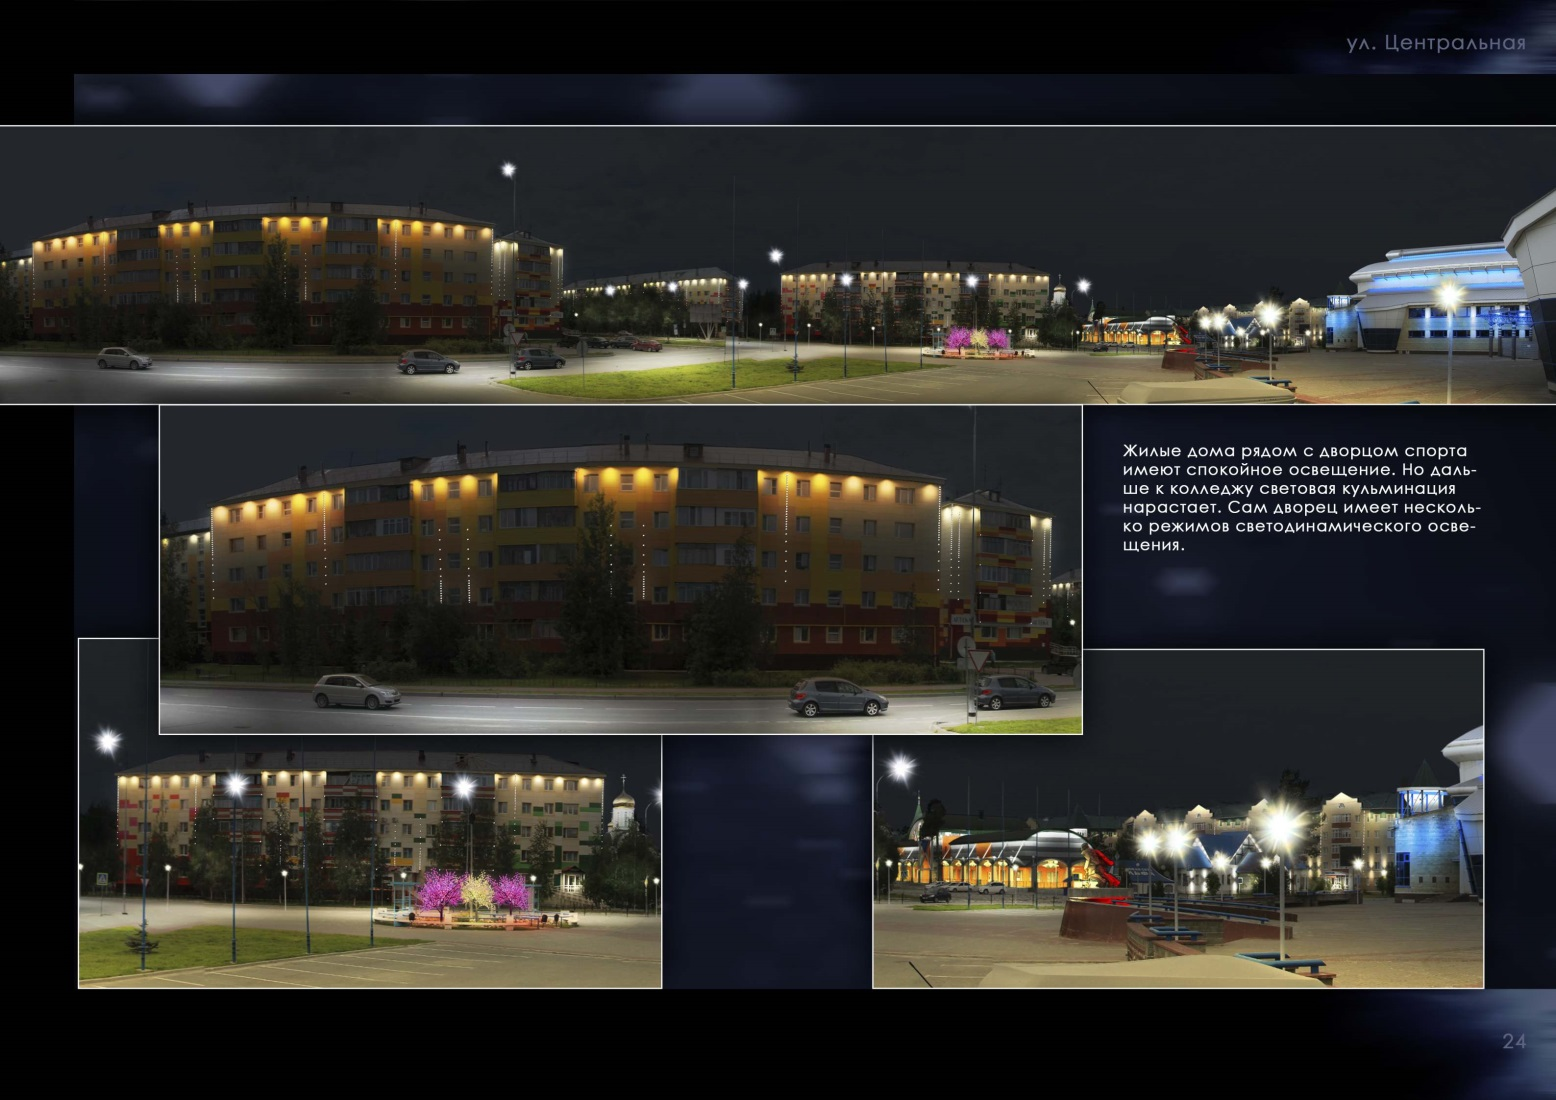 ул. Центральная
Жилые дома рядом с дворцом спорта
имеют спокойное освещение. Но даль-
ше к колледжу световая кульминация
нарастает. Сам дворец имеет несколь-
ко режимов светодинамического осве-
щения.
24